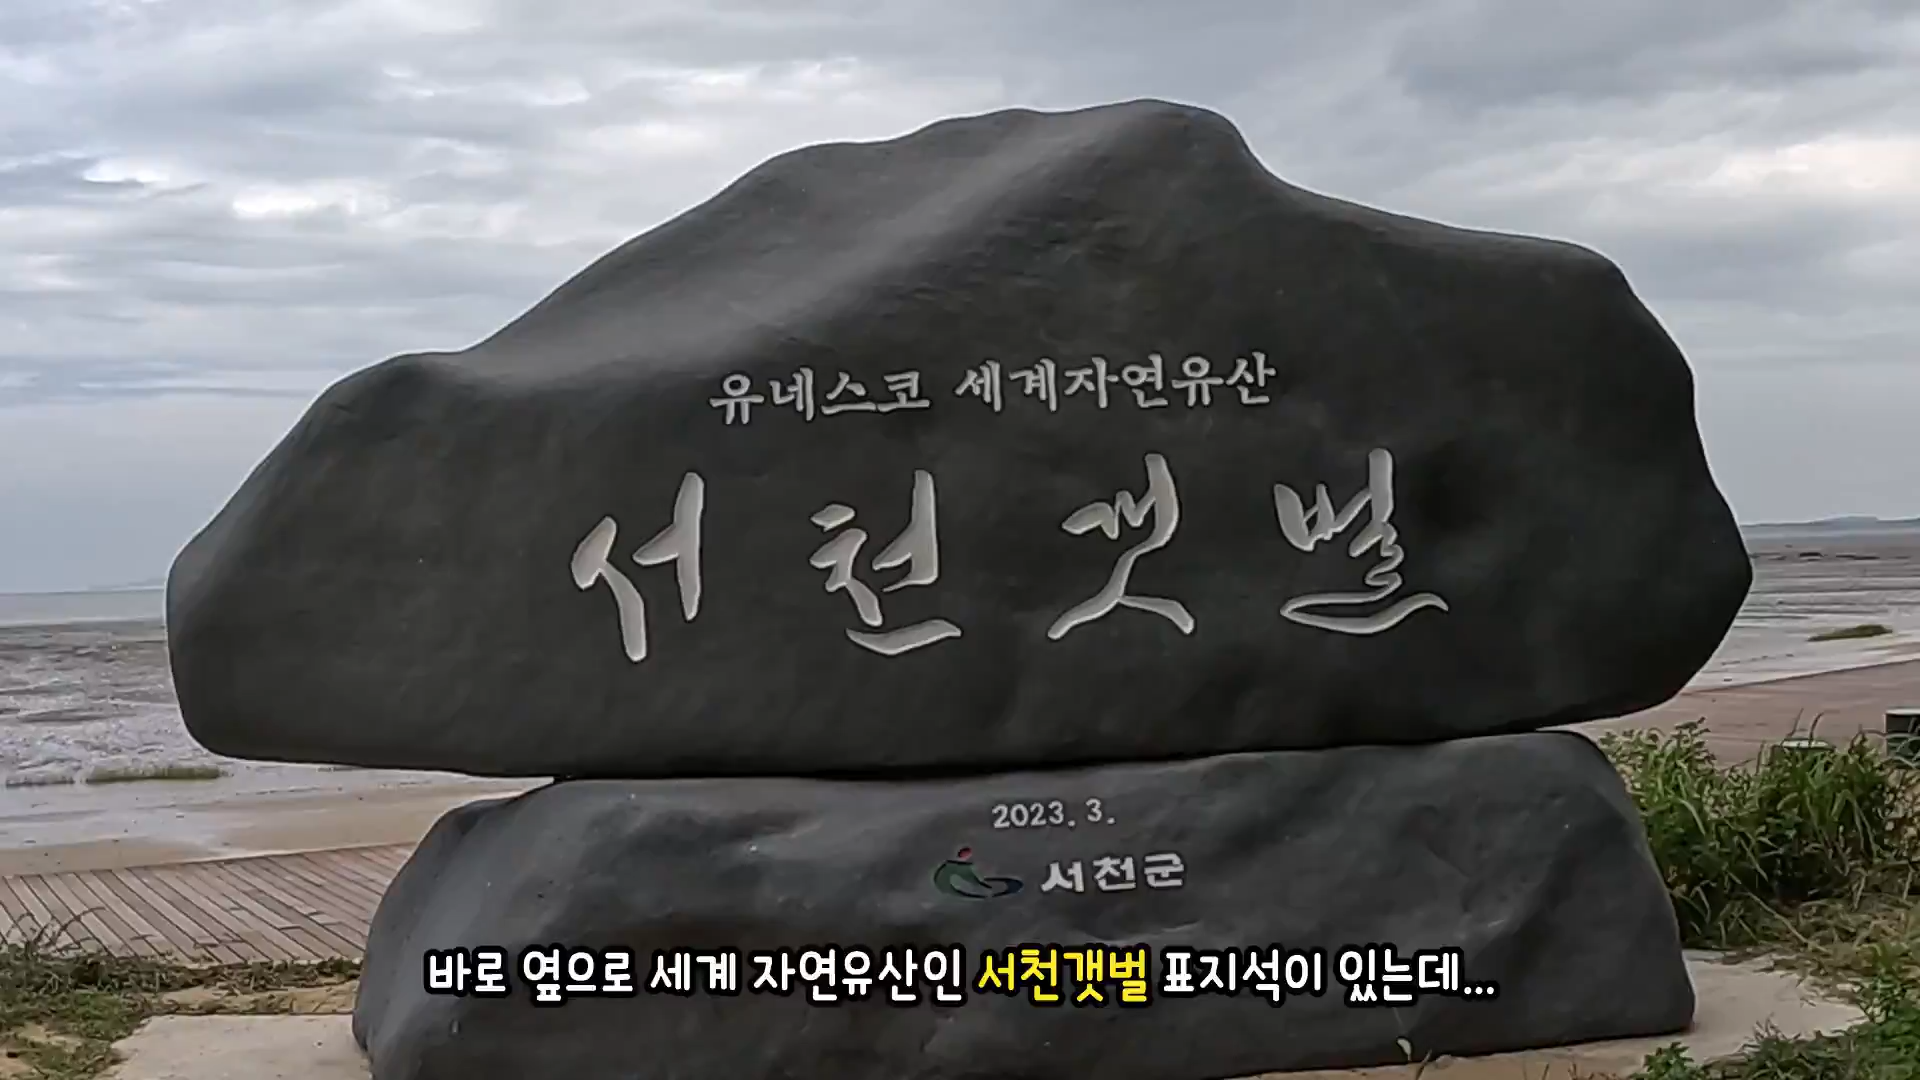 유네스코 세계자연유산
서천갯벌
2023. 3.
서천군
바로 옆으로 세계 자연유산인 서천갯벌 표지석이 있는데...